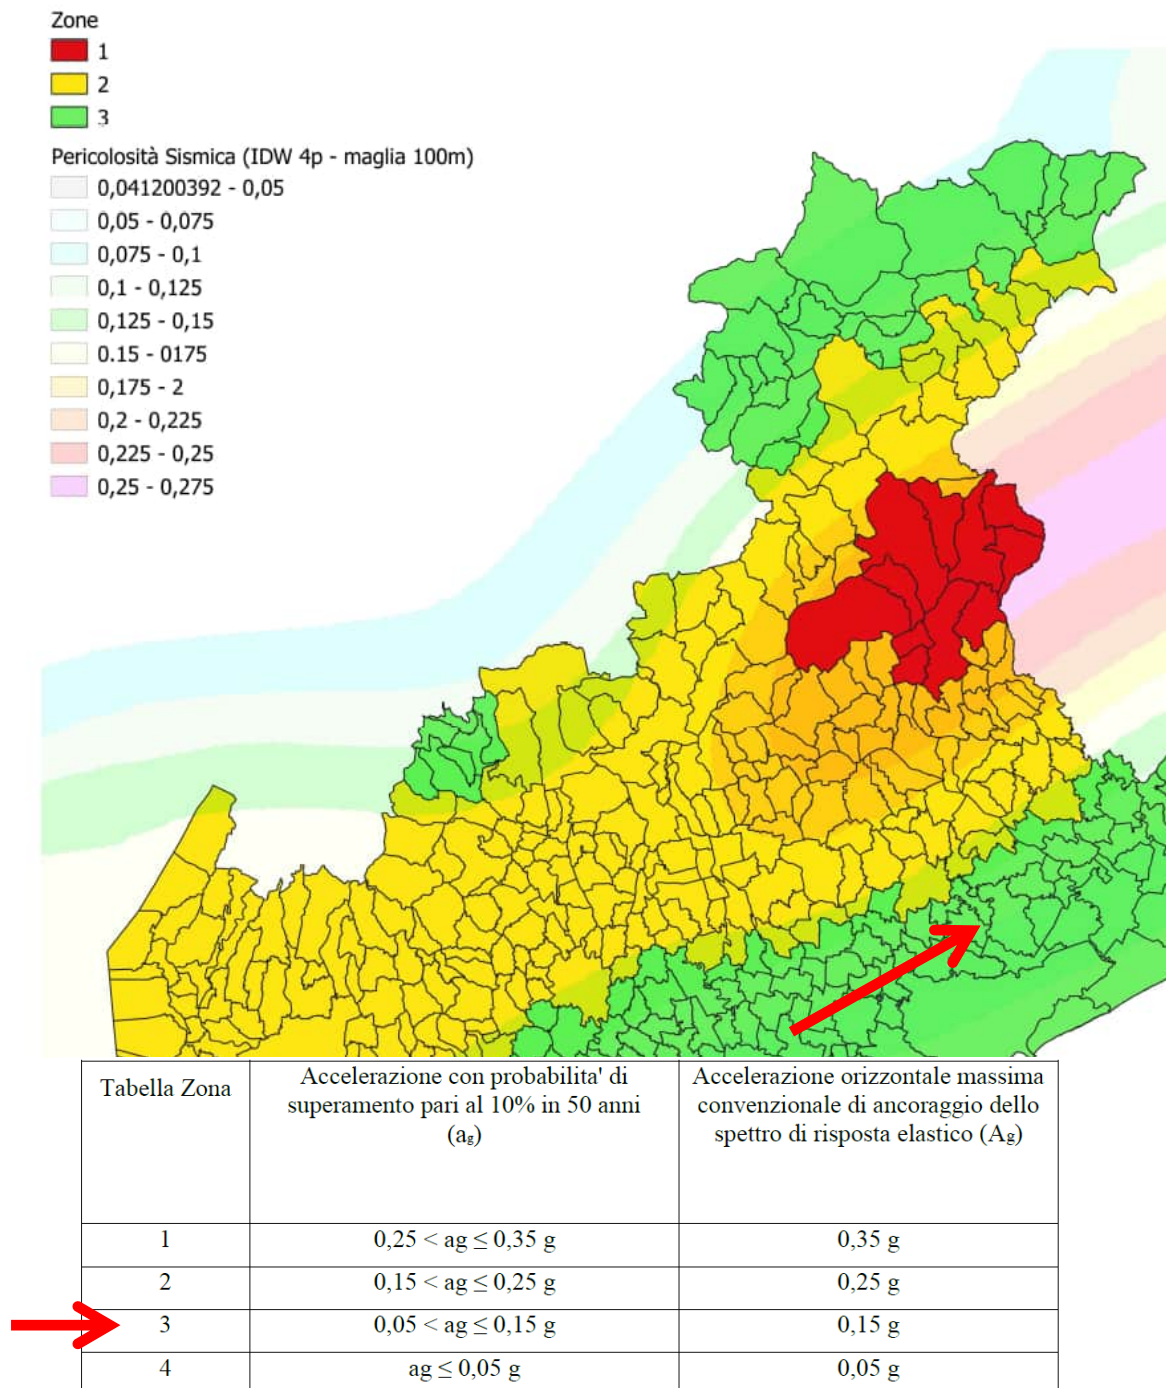 Zone
1
2
3
Pericolosità Sismica (IDW 4p - maglia 100m)
0,041200392 - 0,05
0,05 - 0,075
0,075 - 0,1
0,1 - 0,125
0,125 - 0,15
0.15 - 0175
0,175 - 2
0,2 - 0,225
0,225 - 0,25
0,25 - 0,275
Tabella Zona
Accelerazione con probabilita' di
superamento pari al 10% in 50 anni
(ag)
Accelerazione orizzontale massima
convenzionale di ancoraggio dello
spettro di risposta elastico (Ag)
1 0,25 < ag ≤ 0,35 g 0,35 g
2 0,15 < ag ≤ 0,25 g 0,25 g
3 0,05 < ag ≤ 0,15 g 0,15 g
4 ag ≤ 0,05 g 0,05 g